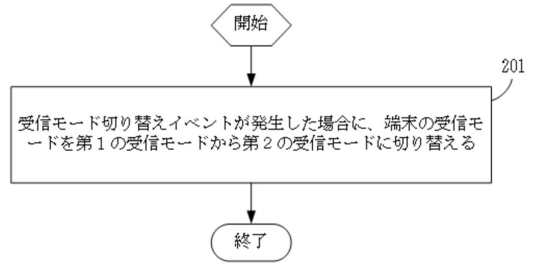 開始
201
受信モード切り替えイベントが発生した場合に、端末の受信モ
ードを第１の受信モードから第２の受信モードに切り替える
終了